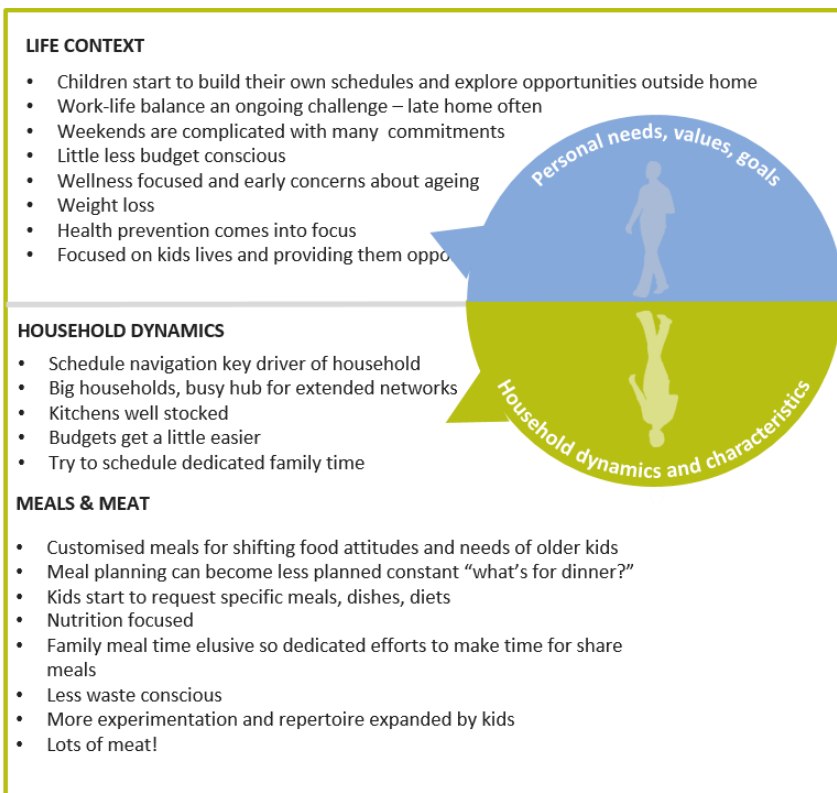 LIFE CONTEXT
• Children start to build their own schedules and explore opportunities outside home
• Work-life balance an ongoing challenge – late home often
• Weekends are complicated with many commitments
• Little less budget conscious
• Wellness focused and early concerns about ageing
• Weight loss
• Health prevention comes into focus
• Focused on kids lives and providing them oppo
Personal needs, values, goals
HOUSEHOLD DYNAMICS
• Schedule navigation key driver of household
• Big households, busy hub for extended networks
• Kitchens well stocked
• Budgets get a little easier
• Try to schedule dedicated family time
Household dynamics and characteristics
MEALS & MEAT
• Customised meals for shifting food attitudes and needs of older kids
• Meal planning can become less planned constant “what’s for dinner?”
• Kids start to request specific meals, dishes, diets
• Nutrition focused
• Family meal time elusive so dedicated efforts to make time for share
meals
• Less waste conscious
• More experimentation and repertoire expanded by kids
• Lots of meat!